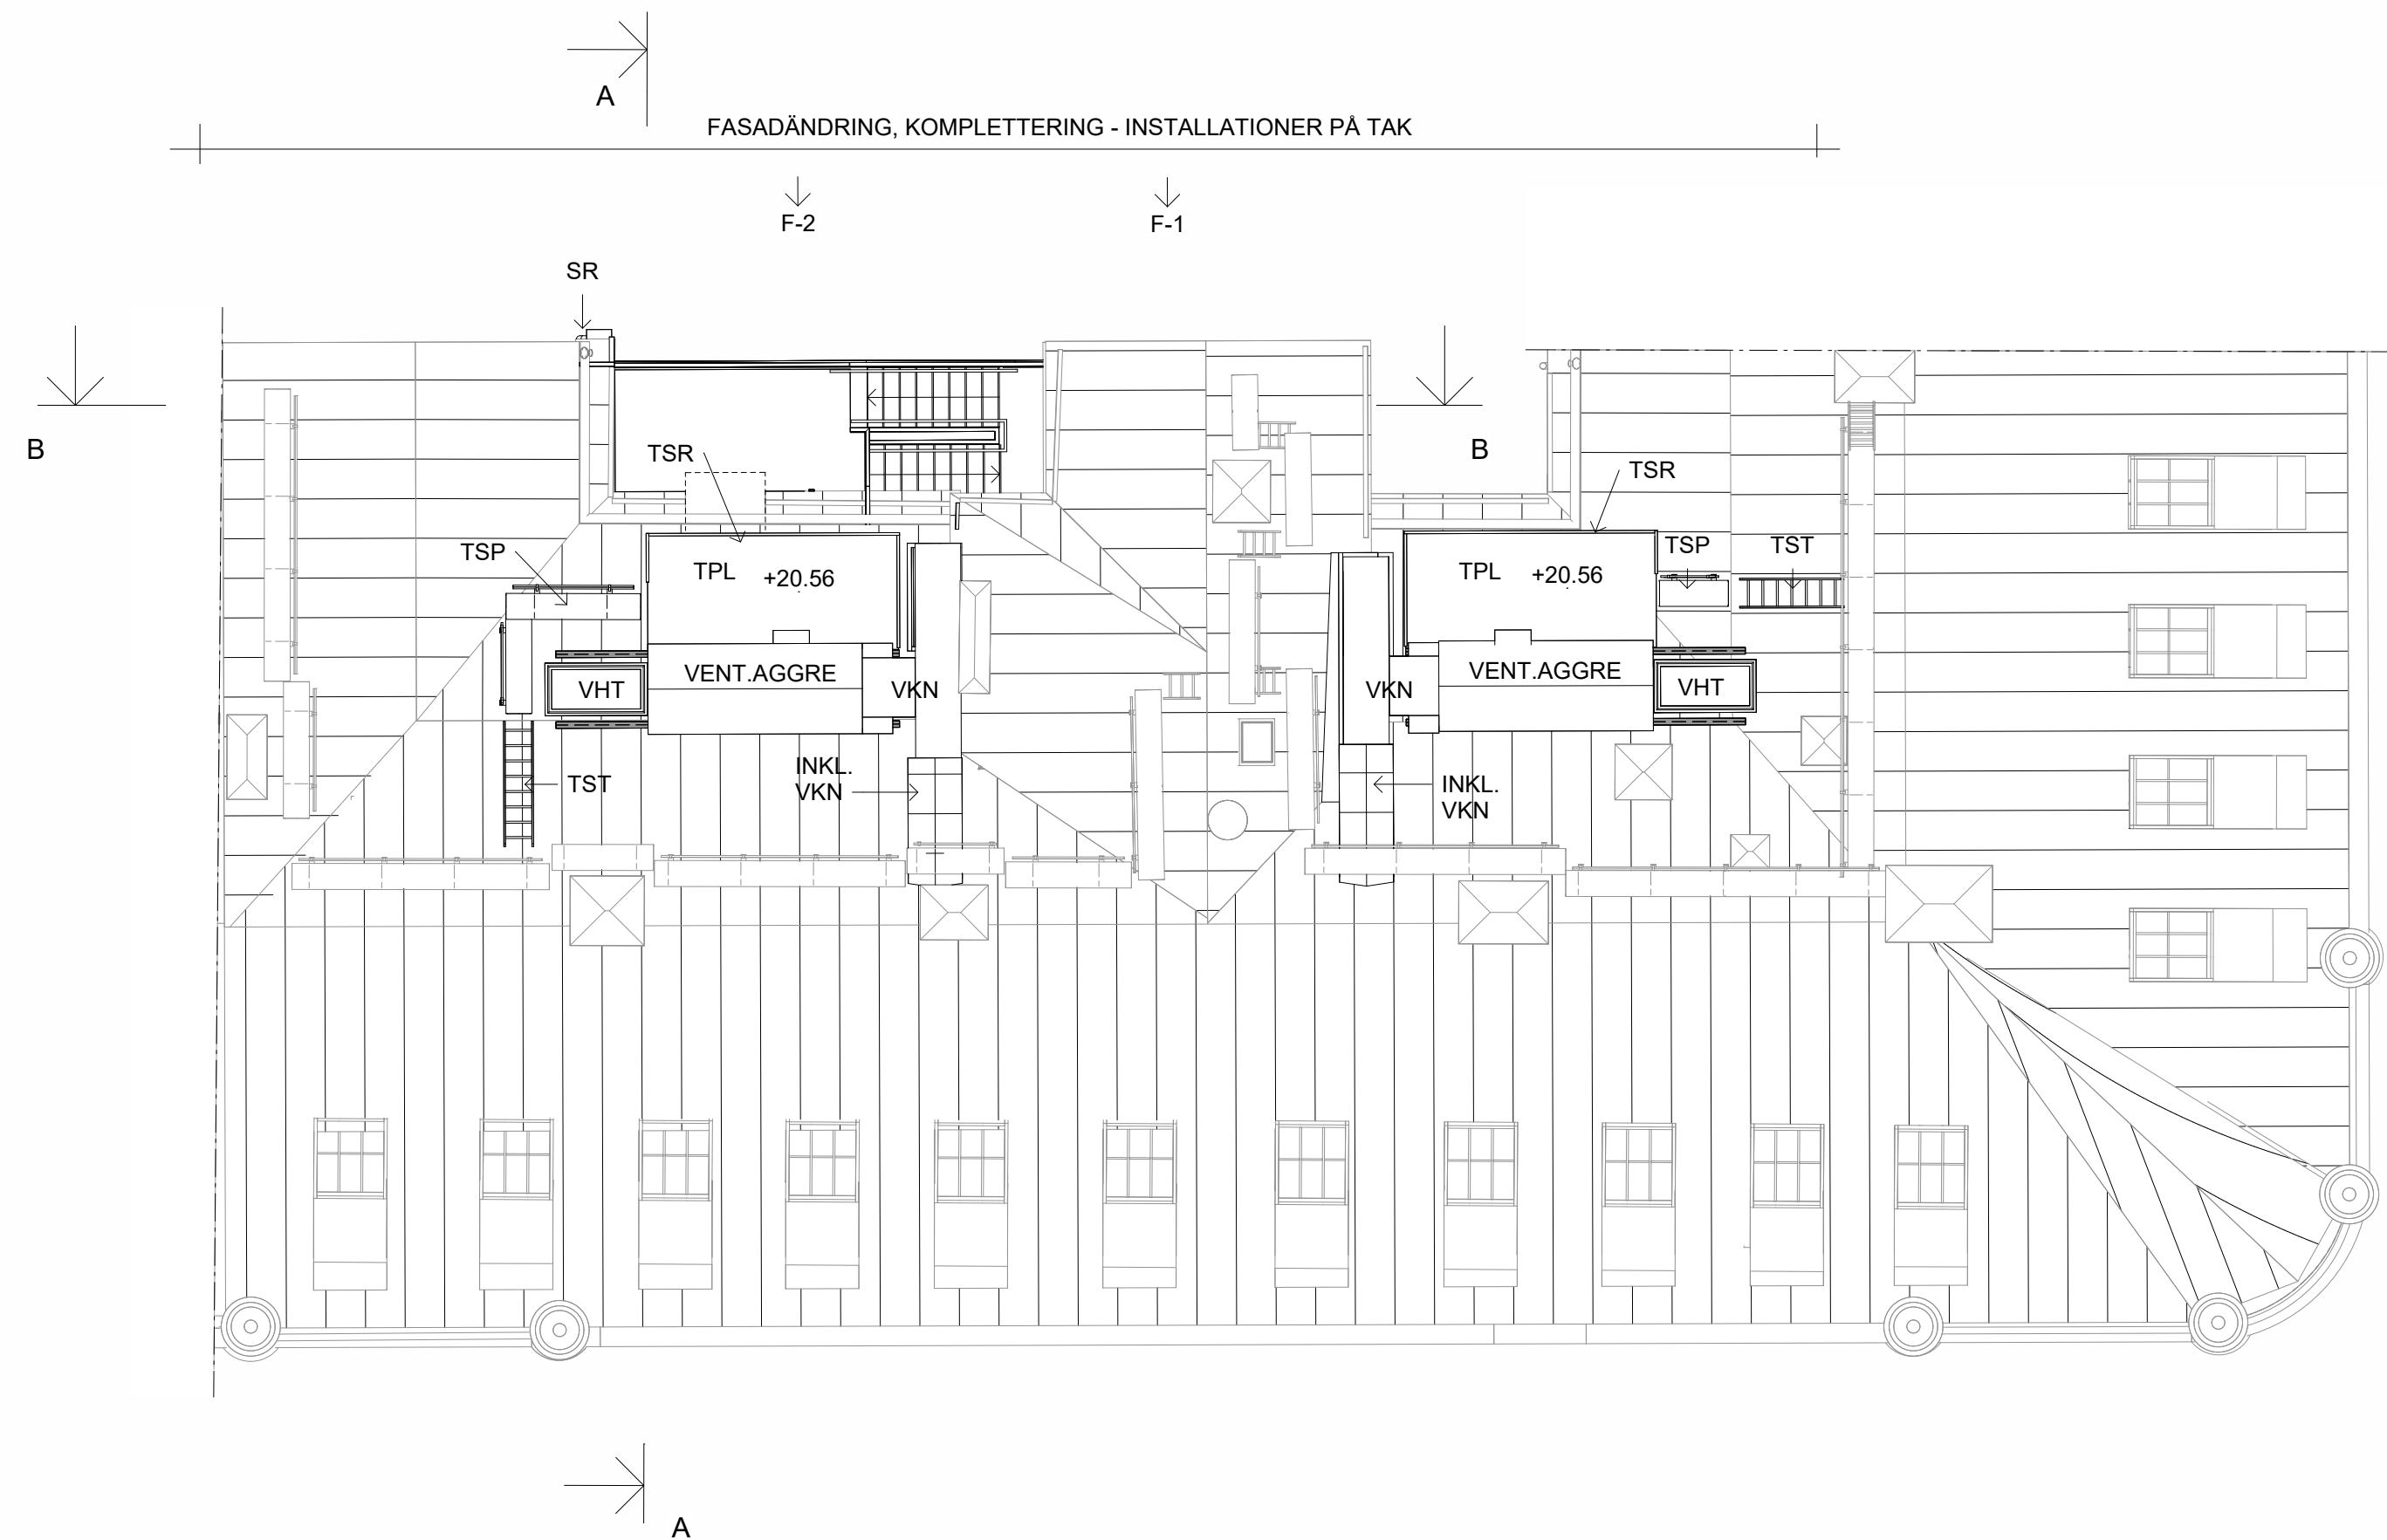 A
FASADÄNDRING, KOMPLETTERING - INSTALLATIONER PÅ TAK
F-2
F-1
SR
B
B
TSR
TSR
TSP
TPL
+20.56
TPL
+20.56
TSP
TST
VHT
VENT.AGGRE
VKN
VKN
VENT.AGGRE
VHT
TST
INKL.
VKN
INKL.
VKN
A